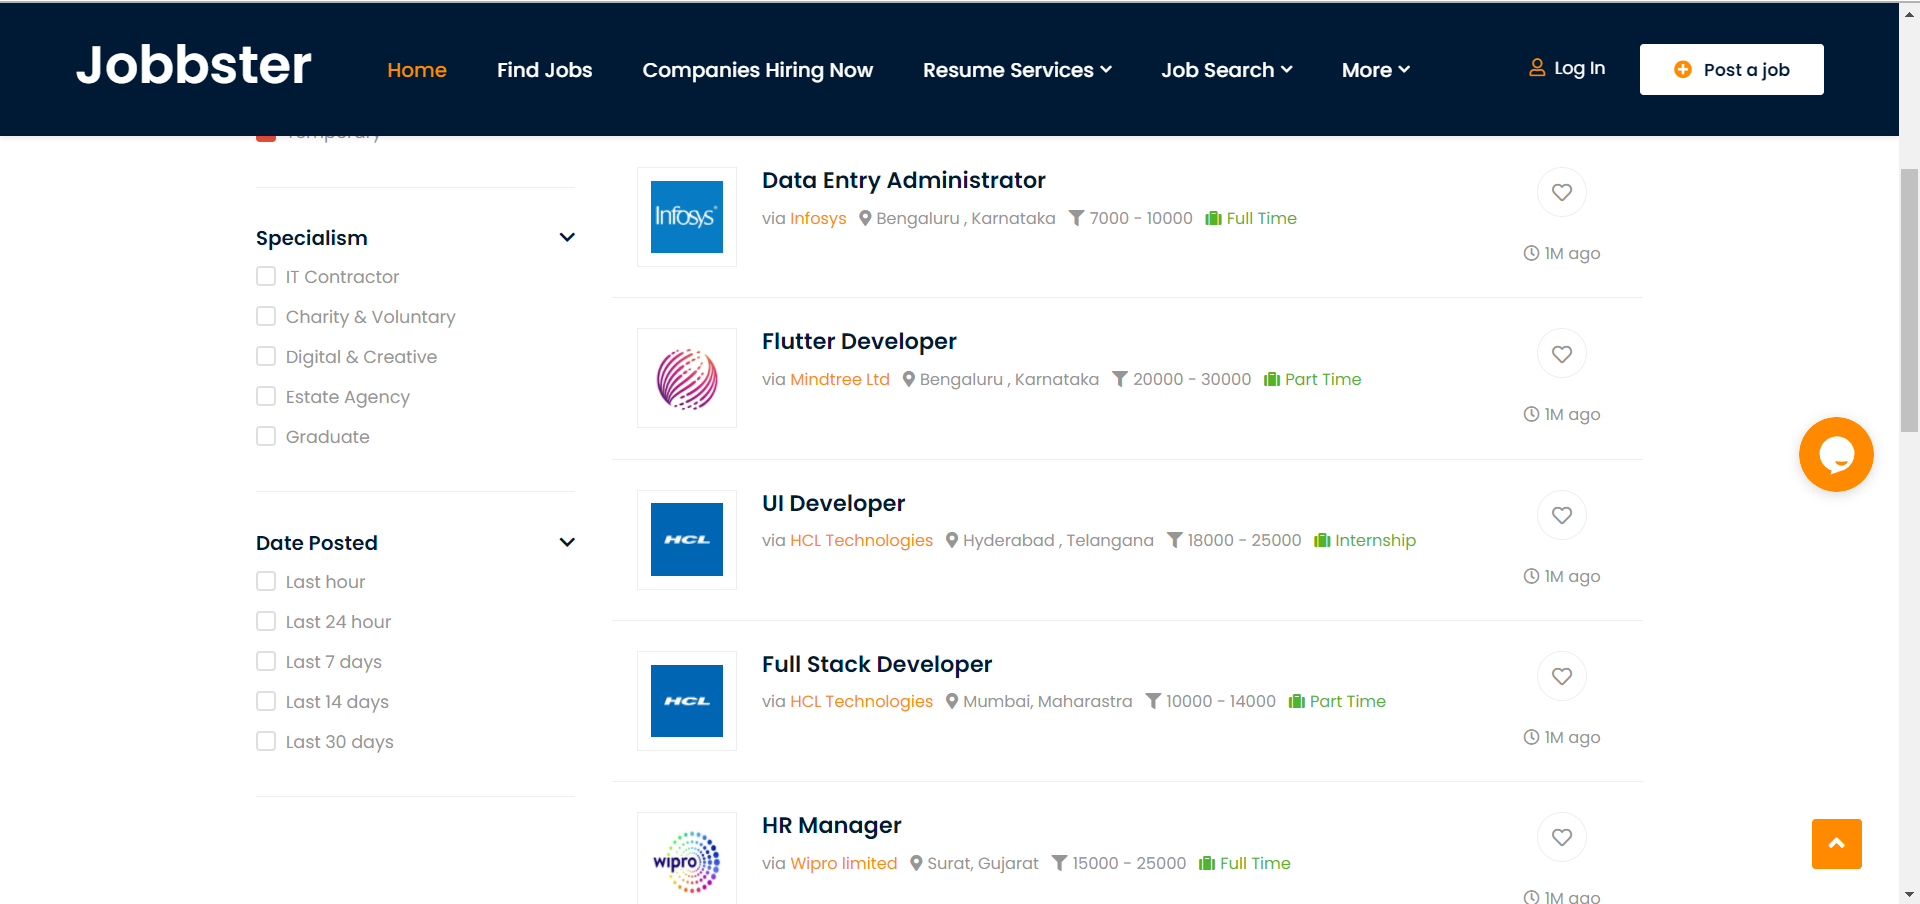 Jobbster Home Find Jobs Companies Hiring Now Resume Services Job Search More Log In Post a job
Temporary
Specialism
IT Contractor
Charity & Voluntary
Digital & Creative
Estate Agency
Graduate
Date Posted
Last hour
Last 24 hour
Last 7 days
Last 14 days
Last 30 days
Infosys
Data Entry Administrator
via Infosys Bengaluru , Karnataka 7000 - 10000 Full Time
1M ago
Flutter Developer
via Mindtree Ltd Bengaluru , Karnataka 20000 - 30000 Part Time
1M ago
HCL
UI Developer
via HCL Technologies Hyderabad , Telangana 18000 - 25000 Internship
1M ago
HCL
Full Stack Developer
via HCL Technologies Mumbai, Maharastra 10000 - 14000 Part Time
1M ago
wipro
HR Manager
via Wipro limited Surat, Gujarat 15000 - 25000 Full Time
1M ago